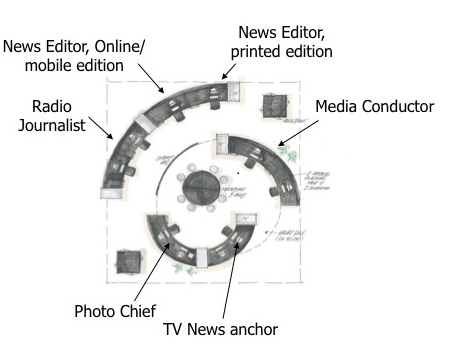 News Editor,
printed edition
News Editor, Online/
mobile edition
Radio
Journalist
Media Conductor
Photo Chief
TV News anchor